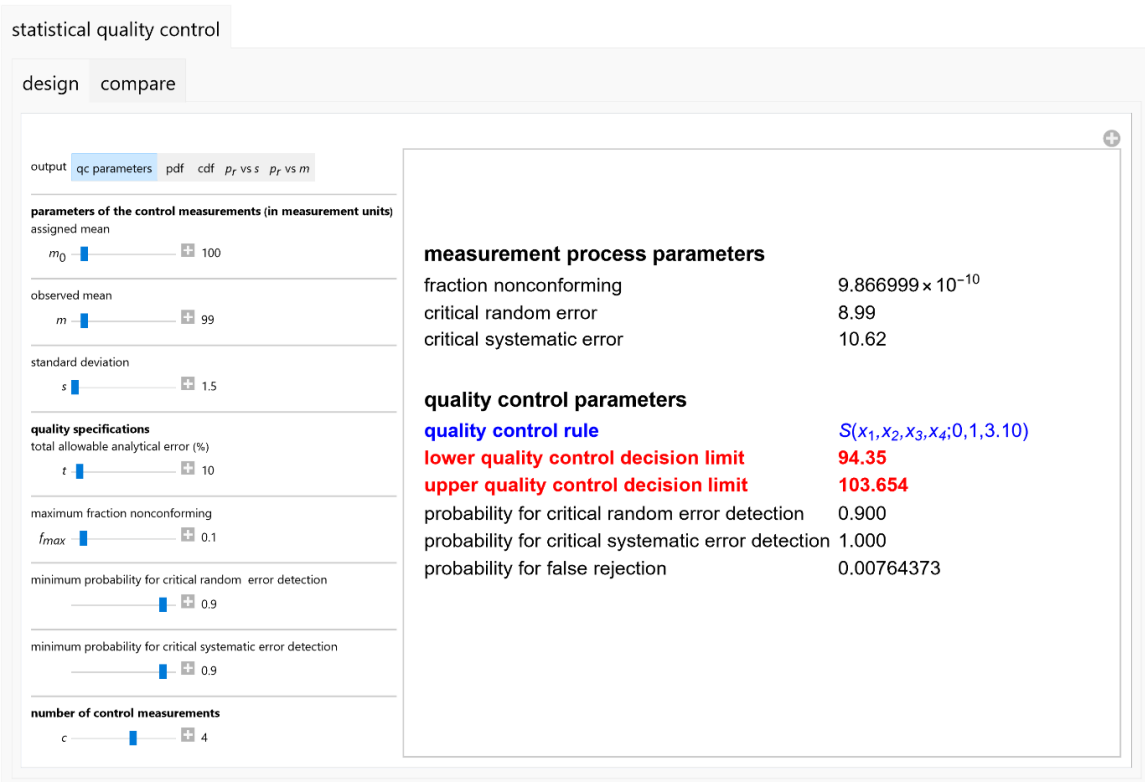 statistical quality control
design compare
output qc parameters pdf cdf pᵣ vs s pᵣ vs m
parameters of the control measurements (in measurement units)
assigned mean
m₀ 100
observed mean
m 99
standard deviation
s 1.5
quality specifications
total allowable analytical error (%)
t 10
maximum fraction nonconforming
fmax 0.1
minimum probability for critical random error detection
0.9
minimum probability for critical systematic error detection
0.9
number of control measurements
c 4
measurement process parameters
fraction nonconforming 9.866999×10⁻¹⁰
critical random error 8.99
critical systematic error 10.62
quality control parameters
quality control rule S(x₁,x₂,x₃,x₄;0,1,3.10)
lower quality control decision limit 94.35
upper quality control decision limit 103.654
probability for critical random error detection 0.900
probability for critical systematic error detection 1.000
probability for false rejection 0.00764373